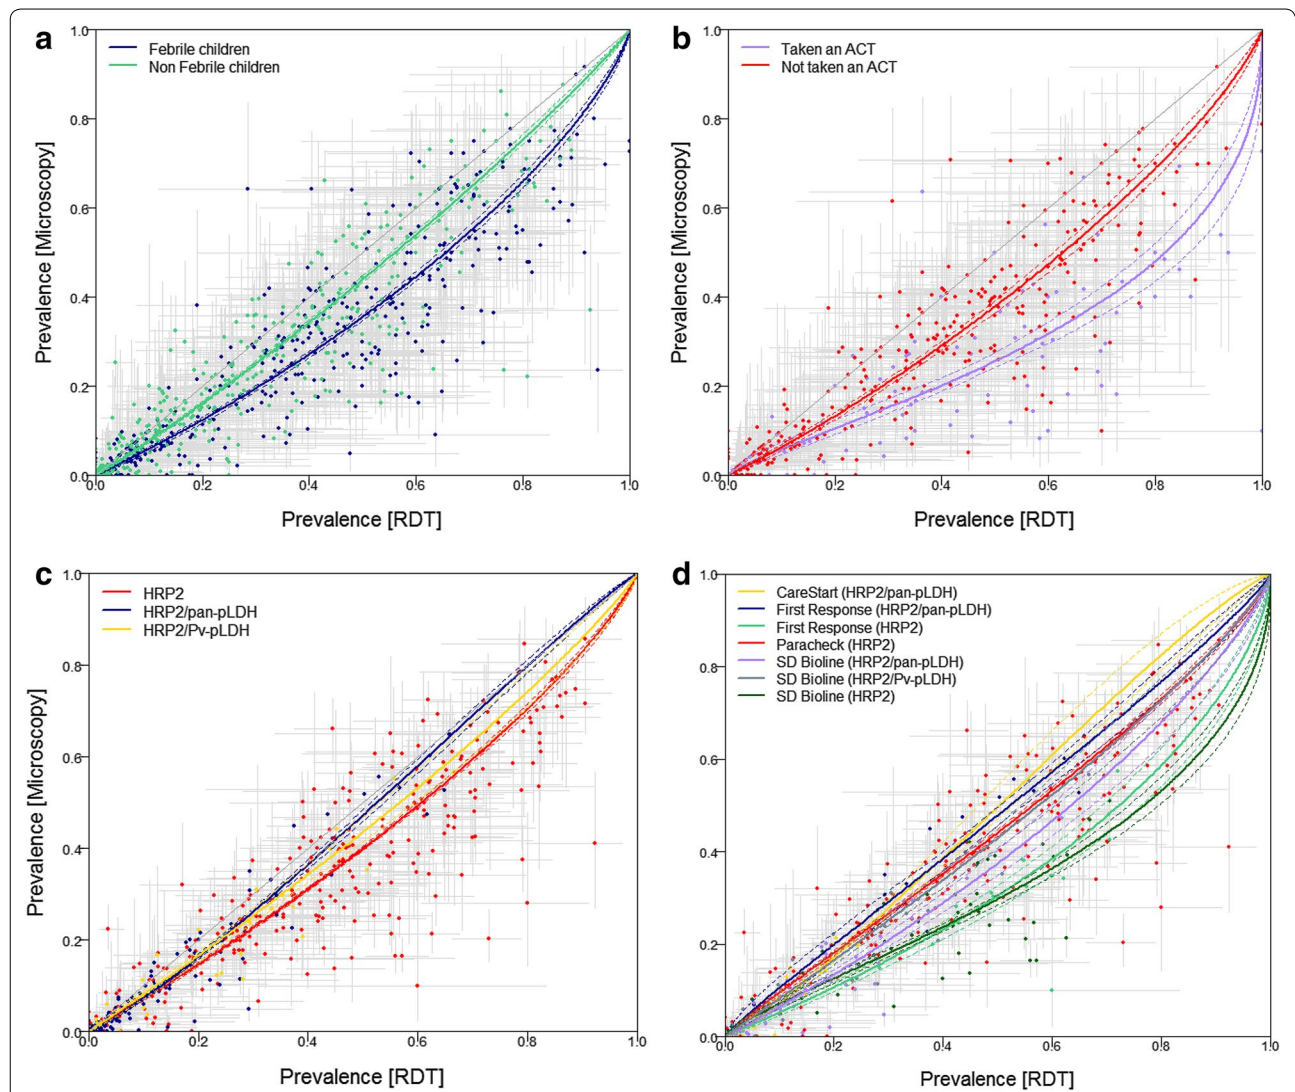 a
Febrile children
Non Febrile children
1.0
0.8
0.6
0.4
0.2
0.0
0.0 0.2 0.4 0.6 0.8 1.0
Prevalence [Microscopy]
Prevalence [RDT]
b
Taken an ACT
Not taken an ACT
1.0
0.8
0.6
0.4
0.2
0.0
0.0 0.2 0.4 0.6 0.8 1.0
Prevalence [Microscopy]
Prevalence [RDT]
c
HRP2
HRP2/pan-pLDH
HRP2/Pv-pLDH
1.0
0.8
0.6
0.4
0.2
0.0
0.0 0.2 0.4 0.6 0.8 1.0
Prevalence [Microscopy]
Prevalence [RDT]
d
CareStart (HRP2/pan-pLDH)
First Response (HRP2/pan-pLDH)
First Response (HRP2)
Paracheck (HRP2)
SD Bioline (HRP2/pan-pLDH)
SD Bioline (HRP2/Pv-pLDH)
SD Bioline (HRP2)
1.0
0.8
0.6
0.4
0.2
0.0
0.0 0.2 0.4 0.6 0.8 1.0
Prevalence [Microscopy]
Prevalence [RDT]